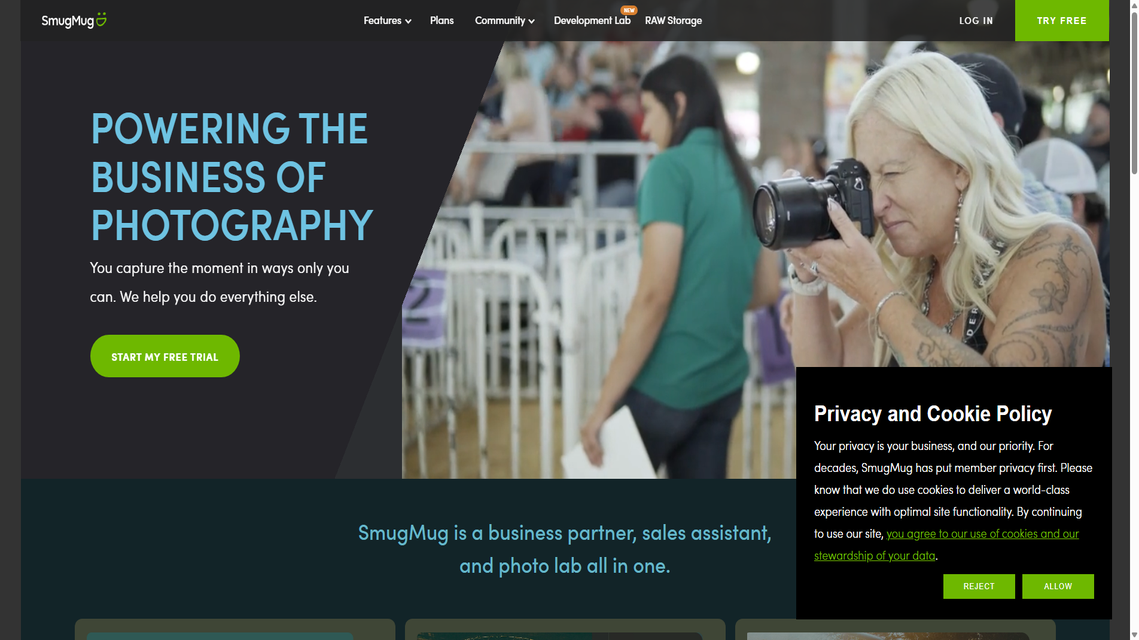 SmugMug
Features
Plans
Community
Development Lab
NEW
RAW Storage
LOG IN
TRY FREE
POWERING THE
BUSINESS OF
PHOTOGRAPHY
You capture the moment in ways only you
can. We help you do everything else.
START MY FREE TRIAL
SmugMug is a business partner, sales assistant,
and photo lab all in one.
Privacy and Cookie Policy
Your privacy is your business, and our priority. For
decades, SmugMug has put member privacy first. Please
know that we do use cookies to deliver a world-class
experience with optimal site functionality. By continuing
to use our site, you agree to our use of cookies and our
stewardship of your data.
REJECT
ALLOW